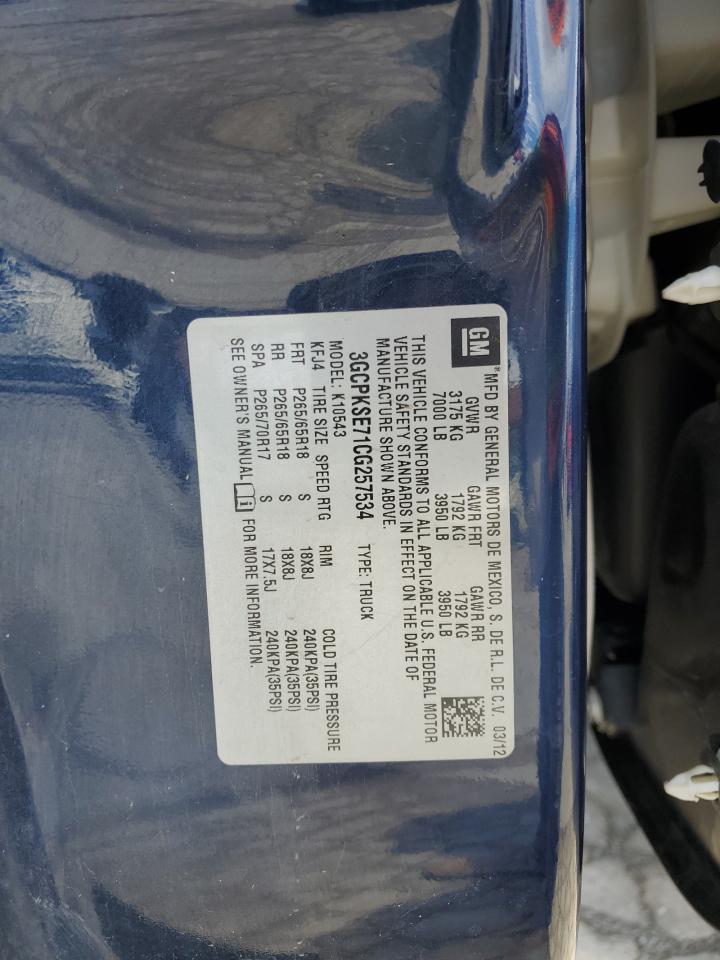 GM ® MFD BY GENERAL MOTORS DE MEXICO, S. DE R.L. DE C.V. 03/12
GVWR GAWR FRT GAWR RR
3175 KG 1792 KG 1792 KG
7000 LB 3950 LB 3950 LB
THIS VEHICLE CONFORMS TO ALL APPLICABLE U.S. FEDERAL MOTOR
VEHICLE SAFETY STANDARDS IN EFFECT ON THE DATE OF
MANUFACTURE SHOWN ABOVE.
3GCPKSE71CG257534 TYPE: TRUCK
MODEL: K10543
KFJ4 TIRE SIZE SPEED RTG RIM COLD TIRE PRESSURE
FRT P265/65R18 S 18X8J 240KPA(35PSI)
RR P265/65R18 S 18X8J 240KPA(35PSI)
SPA P265/70R17 S 17X7.5J 240KPA(35PSI)
SEE OWNER'S MANUAL i FOR MORE INFORMATION.